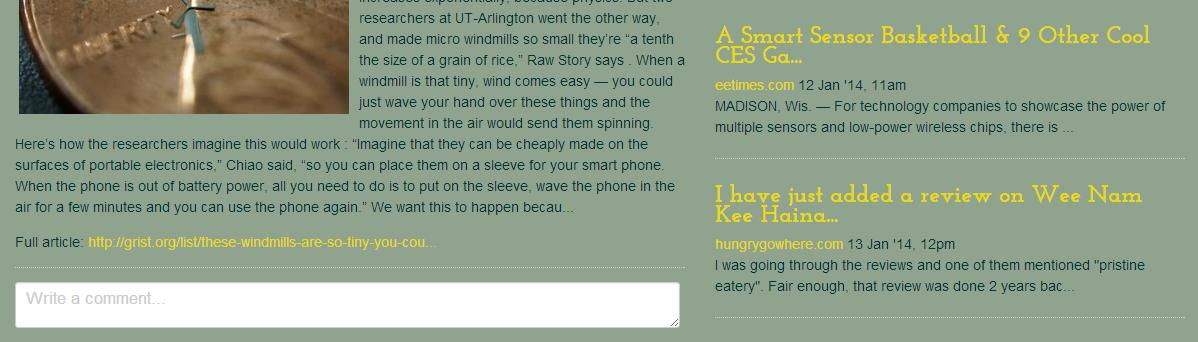 LIBERTY
increases exponentially, because physics. But two
researchers at UT-Arlington went the other way,
and made micro windmills so small they're “a tenth
the size of a grain of rice,” Raw Story says . When a
windmill is that tiny, wind comes easy — you could
just wave your hand over these things and the
movement in the air would send them spinning.
Here's how the researchers imagine this would work : “Imagine that they can be cheaply made on the
surfaces of portable electronics,” Chiao said, “so you can place them on a sleeve for your smart phone.
When the phone is out of battery power, all you need to do is to put on the sleeve, wave the phone in the
air for a few minutes and you can use the phone again.” We want this to happen becau...
Full article: http://grist.org/list/these-windmills-are-so-tiny-you-cou...
Write a comment...
A Smart Sensor Basketball & 9 Other Cool
CES Ga...
eetimes.com 12 Jan '14, 11am
MADISON, Wis. — For technology companies to showcase the power of
multiple sensors and low-power wireless chips, there is ...
I have just added a review on Wee Nam
Kee Haina...
hungrygowhere.com 13 Jan '14, 12pm
I was going through the reviews and one of them mentioned "pristine
eatery". Fair enough, that review was done 2 years bac...